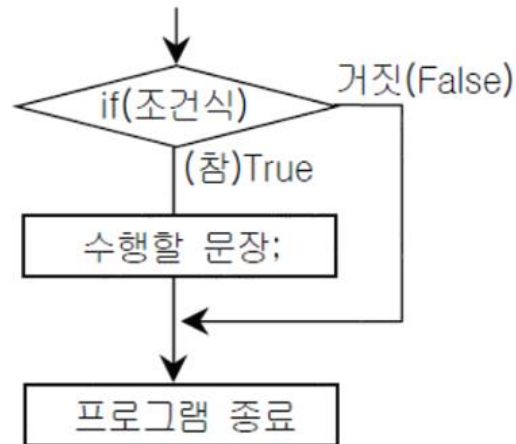 if(조건식)
거짓(False)
(참)True
수행할 문장;
프로그램 종료